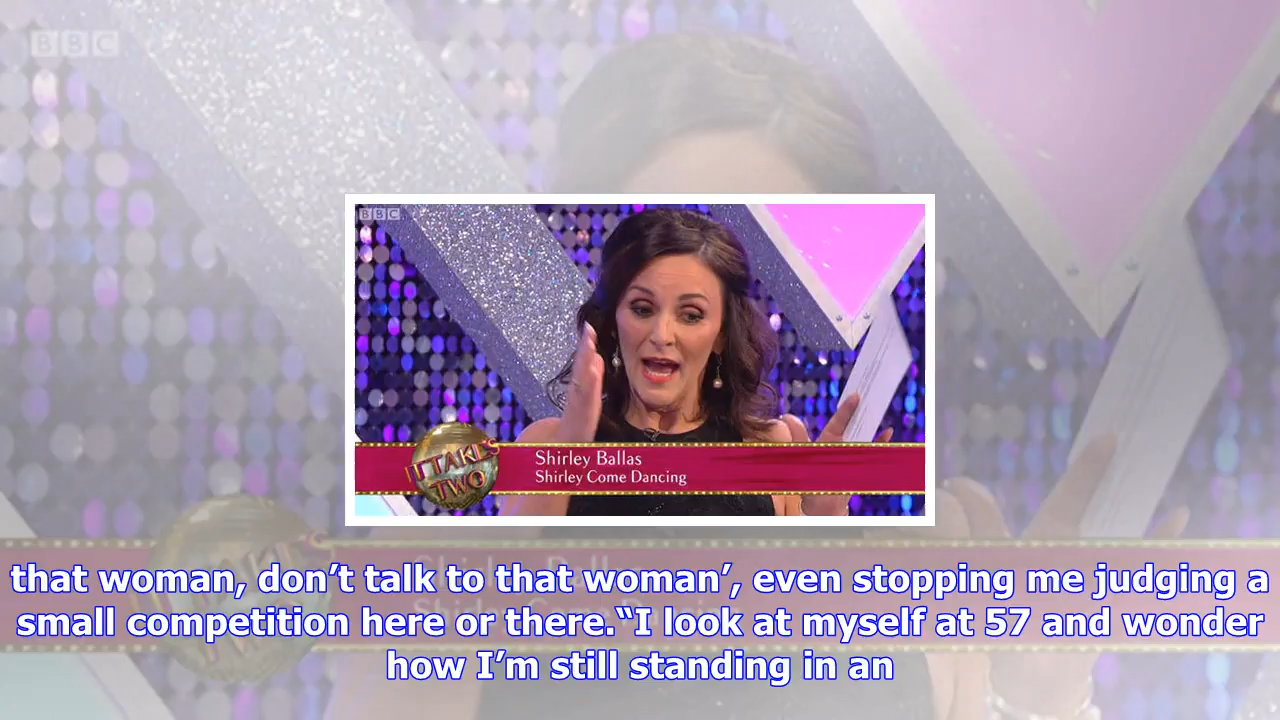 BBC
BBC
IT TAKES
TWO
Shirley Ballas
Shirley Come Dancing
that woman, don’t talk to that woman’, even stopping me judging a
small competition here or there.“I look at myself at 57 and wonder
how I’m still standing in an